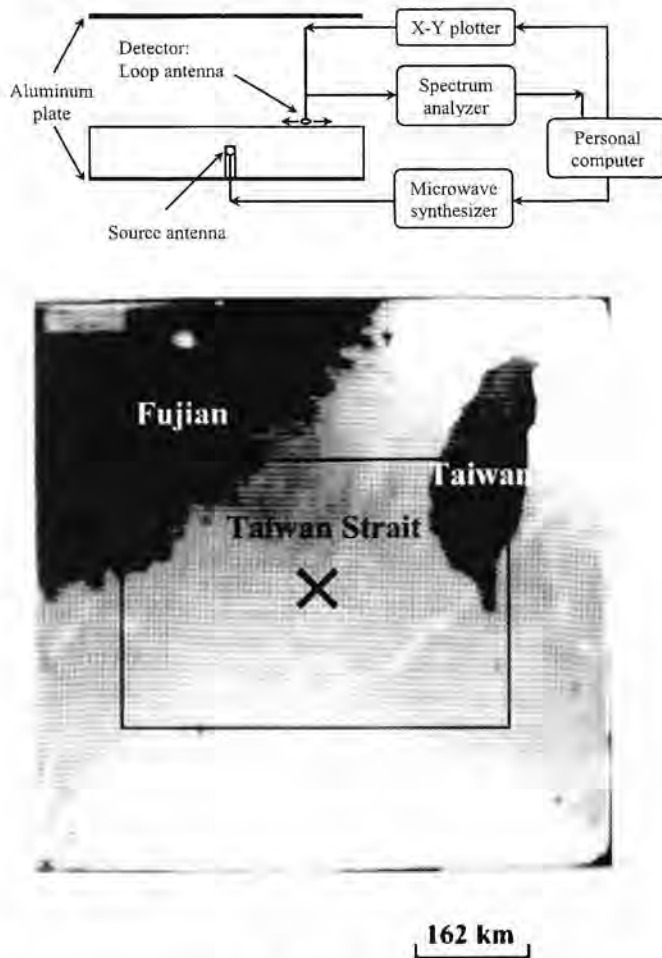 X-Y plotter
Detector:
Loop antenna
Aluminum
plate
Spectrum
analyzer
Personal
computer
Microwave
synthesizer
Source antenna
Fujian
Taiwan
Taiwan Strait
162 km